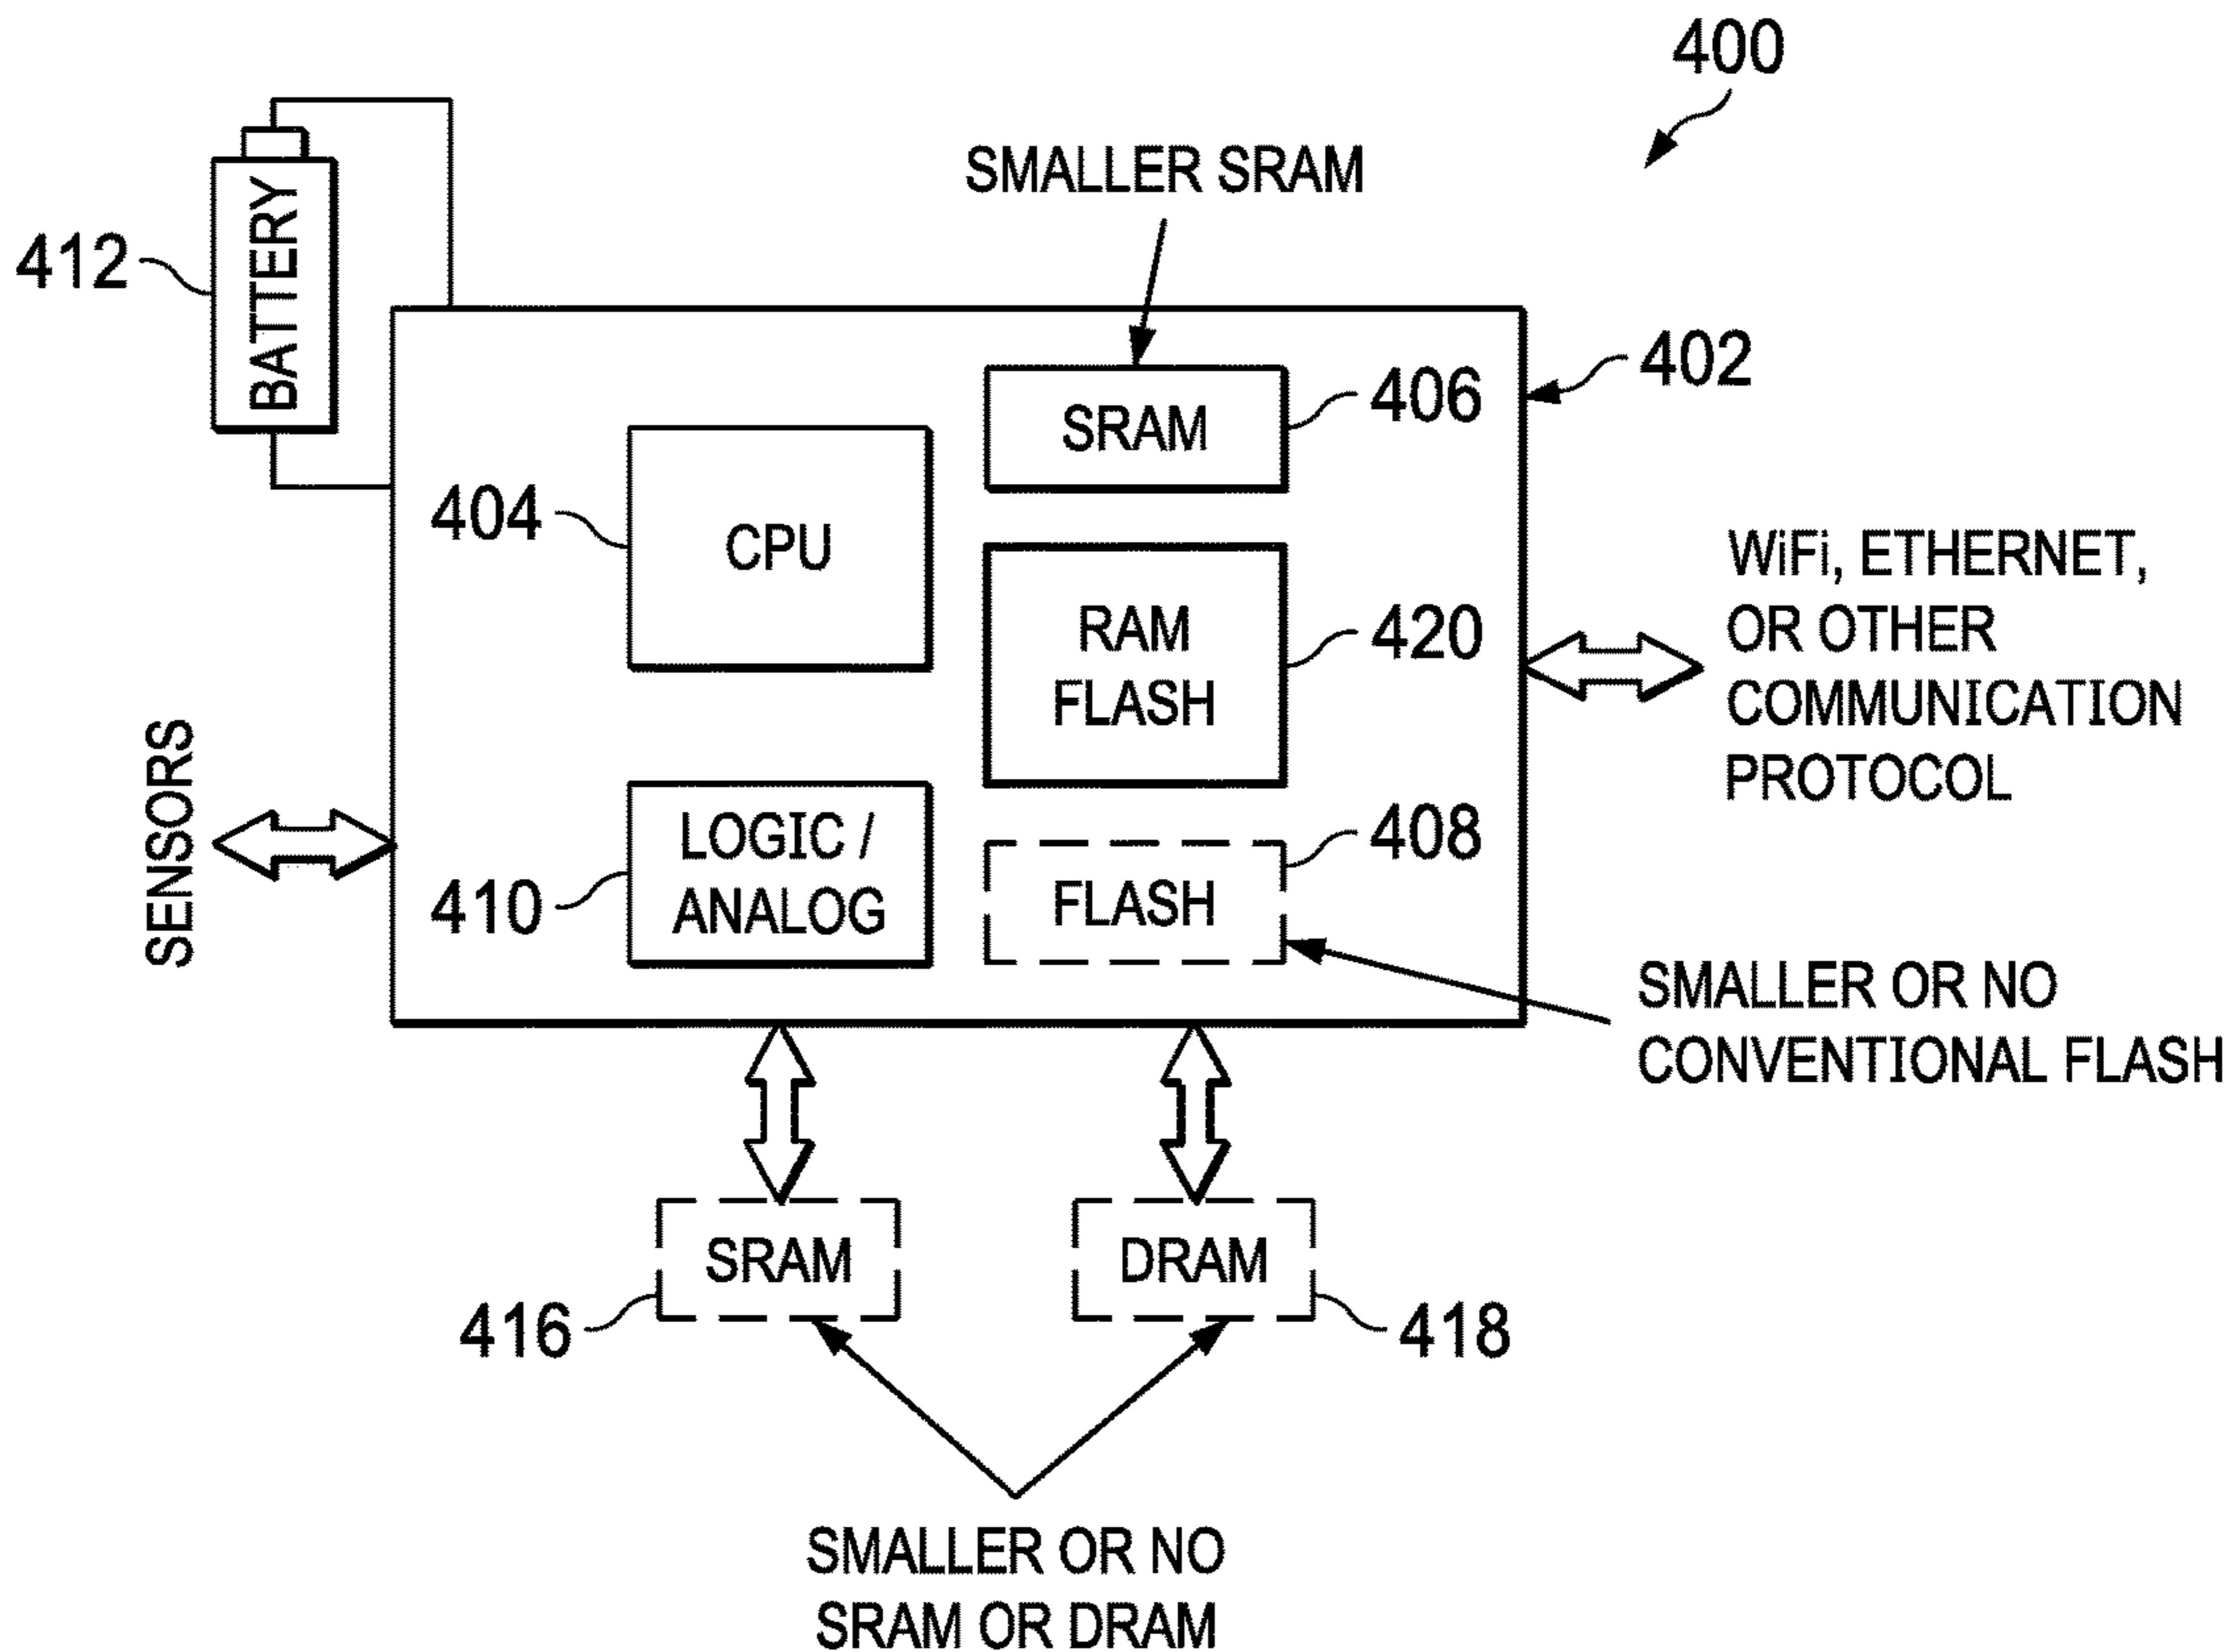 400
SMALLER SRAM
412
BATTERY
402
SRAM
406
404
CPU
RAM
FLASH
420
WiFi, ETHERNET,
OR OTHER
COMMUNICATION
PROTOCOL
SENSORS
LOGIC /
ANALOG
410
FLASH
408
SMALLER OR NO
CONVENTIONAL FLASH
SRAM
416
DRAM
418
SMALLER OR NO
SRAM OR DRAM